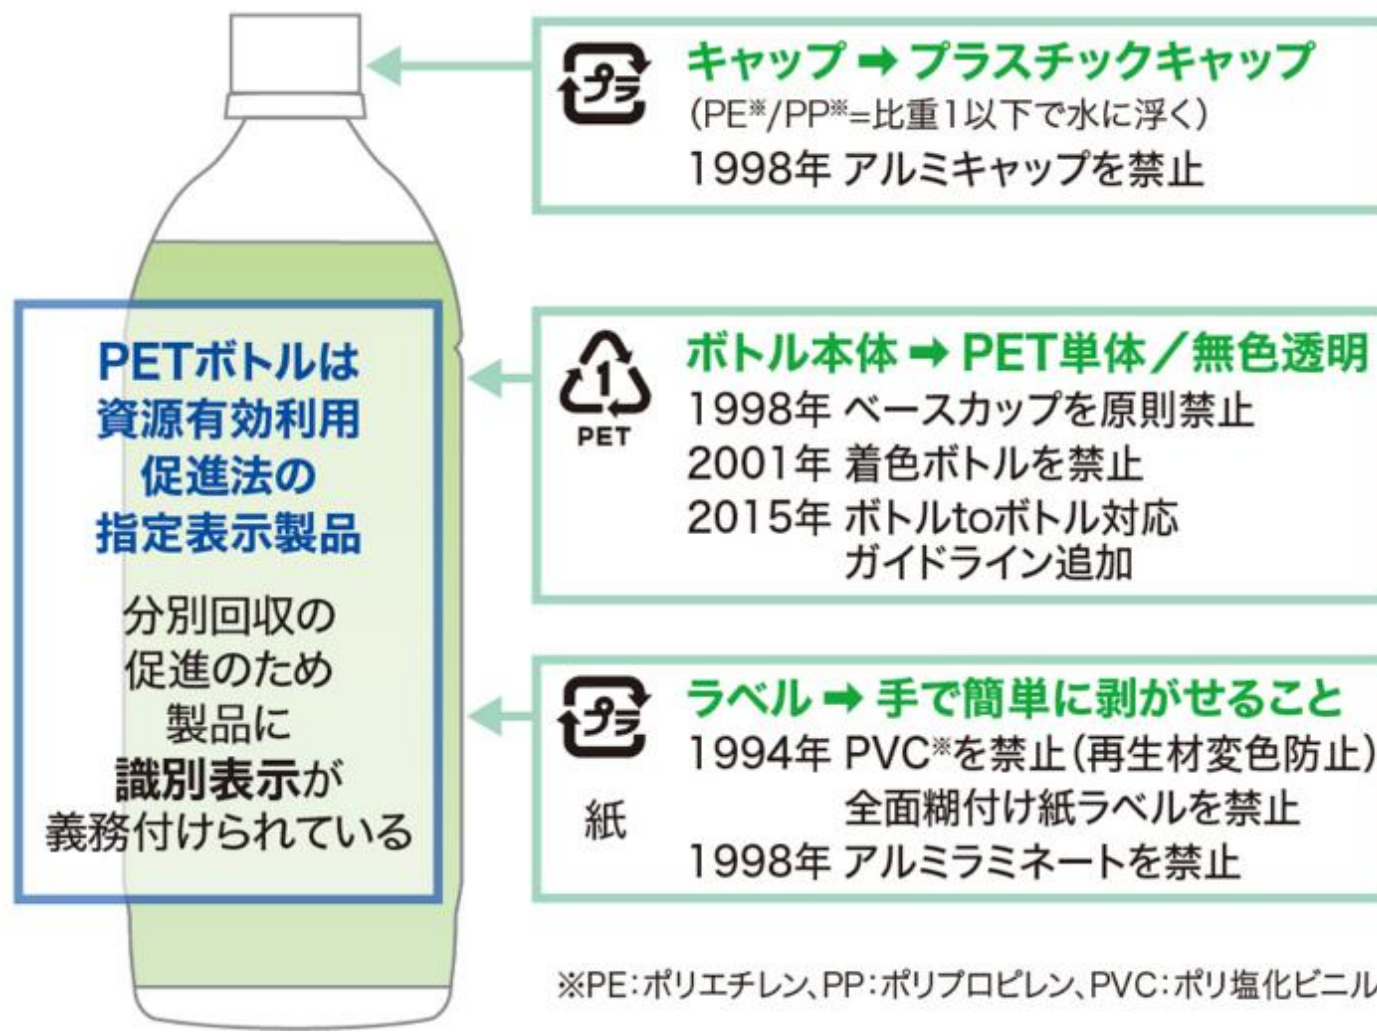 プラ
キャップ ➡ プラスチックキャップ
(PE※/PP※=比重1以下で水に浮く)
1998年 アルミキャップを禁止
PETボトルは
資源有効利用
促進法の
指定表示製品
分別回収の
促進のため
製品に
識別表示が
義務付けられている
1
PET
ボトル本体 ➡ PET単体／無色透明
1998年 ベースカップを原則禁止
2001年 着色ボトルを禁止
2015年 ボトルtoボトル対応
ガイドライン追加
プラ
紙
ラベル ➡ 手で簡単に剥がせること
1994年 PVC※を禁止(再生材変色防止)
全面糊付け紙ラベルを禁止
1998年 アルミラミネートを禁止
※PE:ポリエチレン、PP:ポリプロピレン、PVC:ポリ塩化ビニル